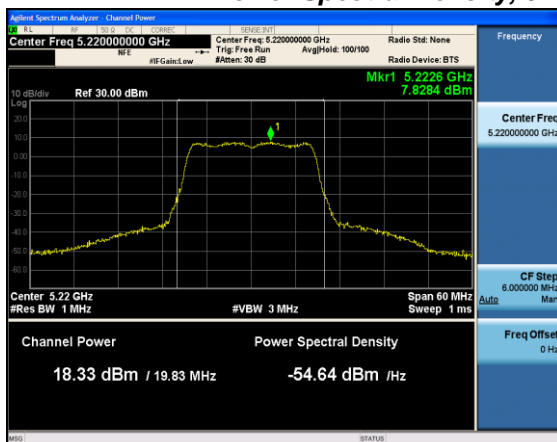 Power Spectral Density,
Agilent Spectrum Analyzer - Channel Power
RL RF 50 Ω DC CORREC SENSE:INT
Center Freq 5.220000000 GHz
NFE
#IFGain:Low
Center Freq: 5.220000000 GHz
Trig: Free Run Avg|Hold: 100/100
#Atten: 30 dB
Radio Std: None
Radio Device: BTS
Frequency
Mkr1 5.2226 GHz
7.8284 dBm
10 dB/div Ref 30.00 dBm
Log
20.0
10.0
0.00
-10.0
-20.0
-30.0
-40.0
-50.0
-60.0
1
Center Freq
5.220000000 GHz
Center 5.22 GHz Span 60 MHz
#Res BW 1 MHz #VBW 3 MHz Sweep 1 ms
CF Step
6.000000 MHz
Auto Man
Channel Power Power Spectral Density
18.33 dBm / 19.83 MHz -54.64 dBm /Hz
Freq Offset
0 Hz
MSG STATUS